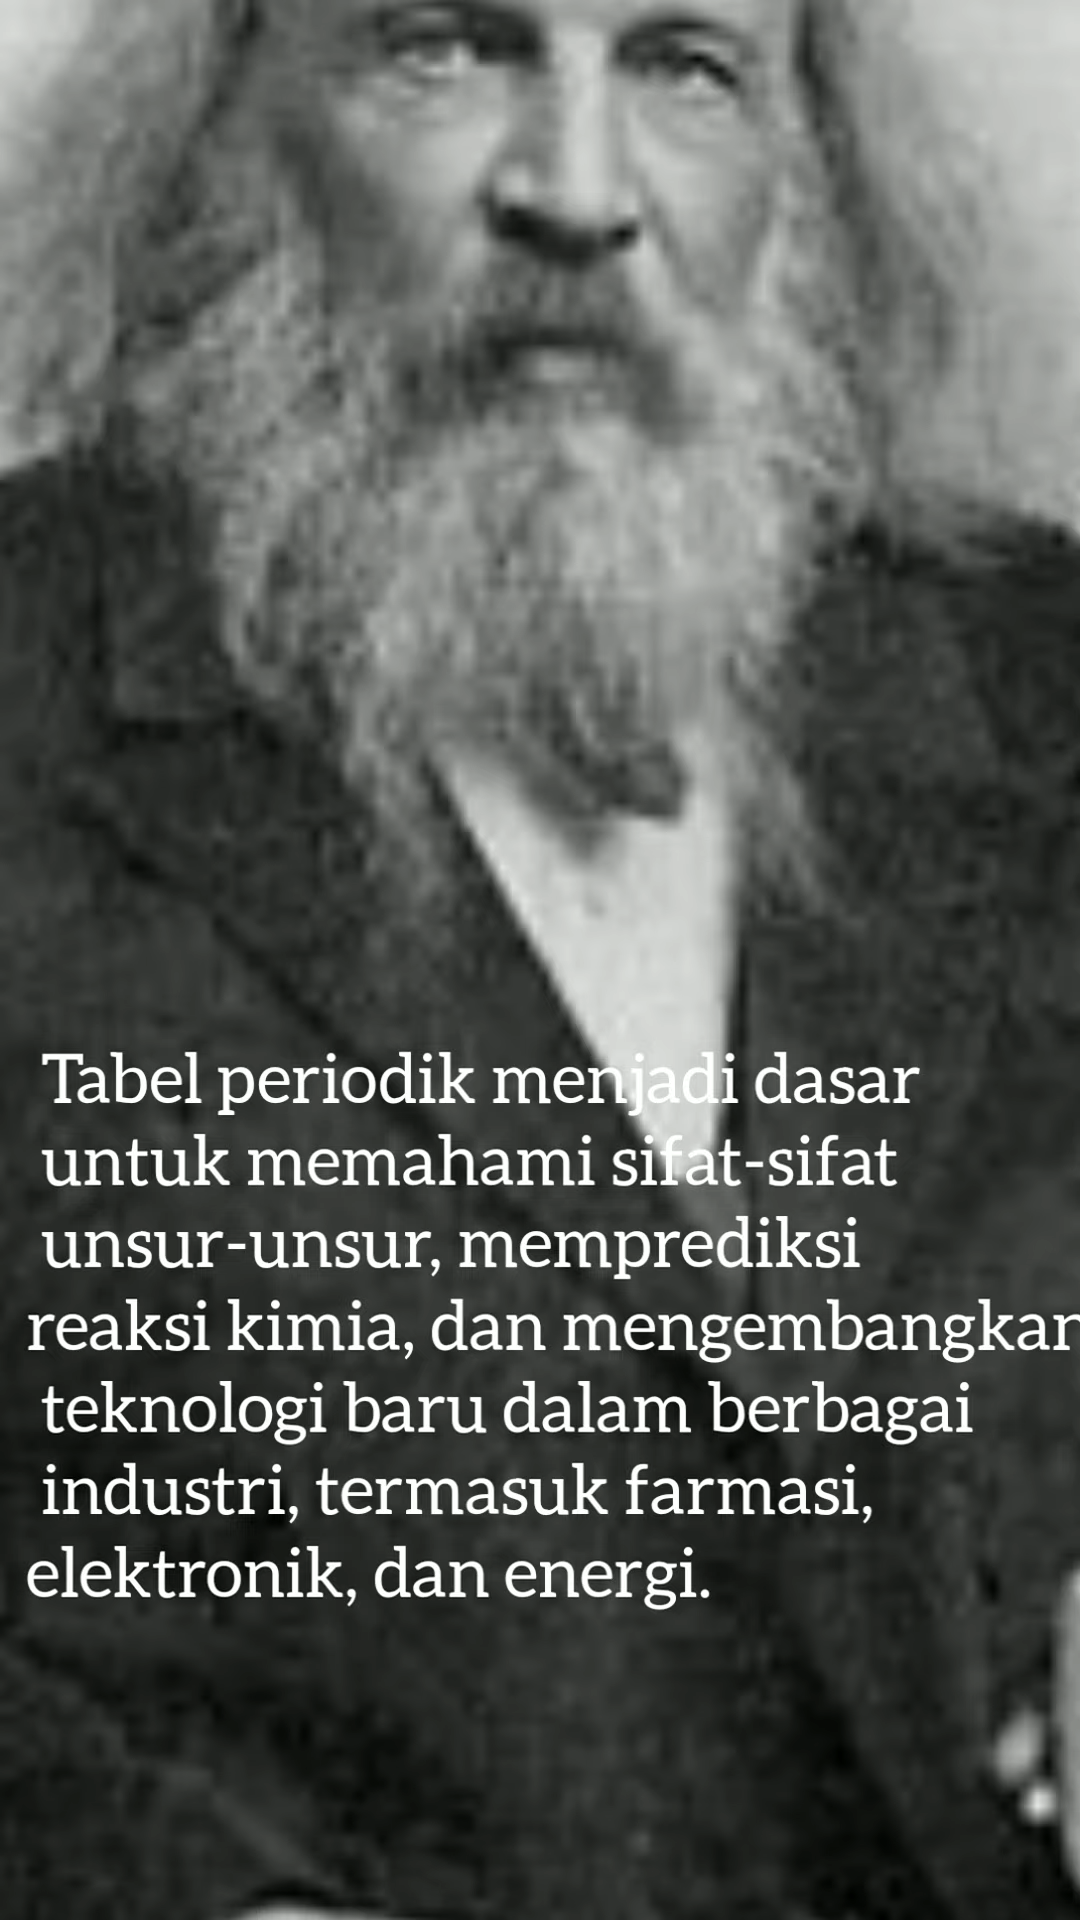 Tabel periodik menjadi dasar
untuk memahami sifat-sifat
unsur-unsur, memprediksi
reaksi kimia, dan mengembangkan
teknologi baru dalam berbagai
industri, termasuk farmasi,
elektronik, dan energi.